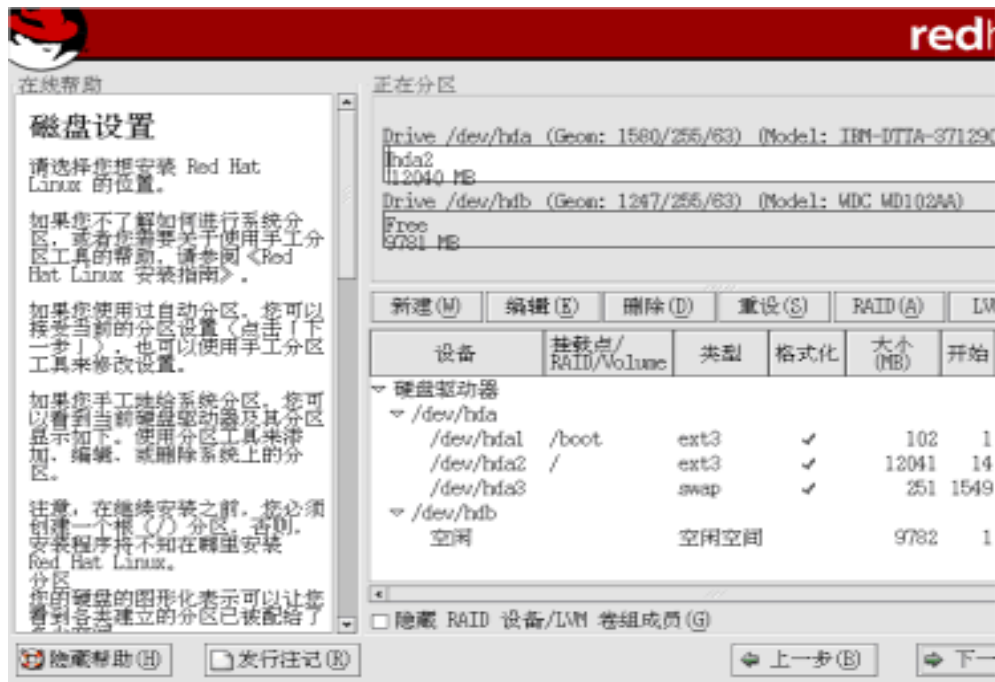 redh
在线帮助
磁盘设置
请选择您想安装 Red Hat
Linux 的位置。
如果您不了解如何进行系统分
区，或者您需要关于使用手工分
区工具的帮助，请参阅《Red
Hat Linux 安装指南》.
如果您使用过自动分区，您可以
接受当前的分区设置（点击「下
一步」），也可以使用手工分区
工具来修改设置。
如果您手工地给系统分区，您可
以看到当前硬盘驱动器及其分区
显示如下。使用分区工具来添
加、编辑、或删除系统上的分
区。
注意，在继续安装之前，您必须
创建一个根（/）分区。否则，
安装程序将不知在哪里安装
Red Hat Linux。
分区
您的硬盘的图形化表示可以让您
看到各类建立的分区已被配给了
正在分区
Drive /dev/hda (Geom: 1580/255/63) (Model: IBM-DTTA-371290
hda2
12040 MB
Drive /dev/hdb (Geom: 1247/255/63) (Model: WDC WD102AA)
Free
9781 MB
新建(W) 编辑(E) 删除(D) 重设(S) RAID(A) LV
设备 挂载点/RAID/Volume 类型 格式化 大小(MB) 开始
硬盘驱动器
/dev/hda
/dev/hda1 /boot ext3 ✓ 102 1
/dev/hda2 / ext3 ✓ 12041 14
/dev/hda3 swap ✓ 251 1549
/dev/hdb
空闲 空闲空间 9782 1
隐藏 RAID 设备/LVM 卷组成员(G)
隐藏帮助(H) 发行注记(R) 上一步(B) 下一